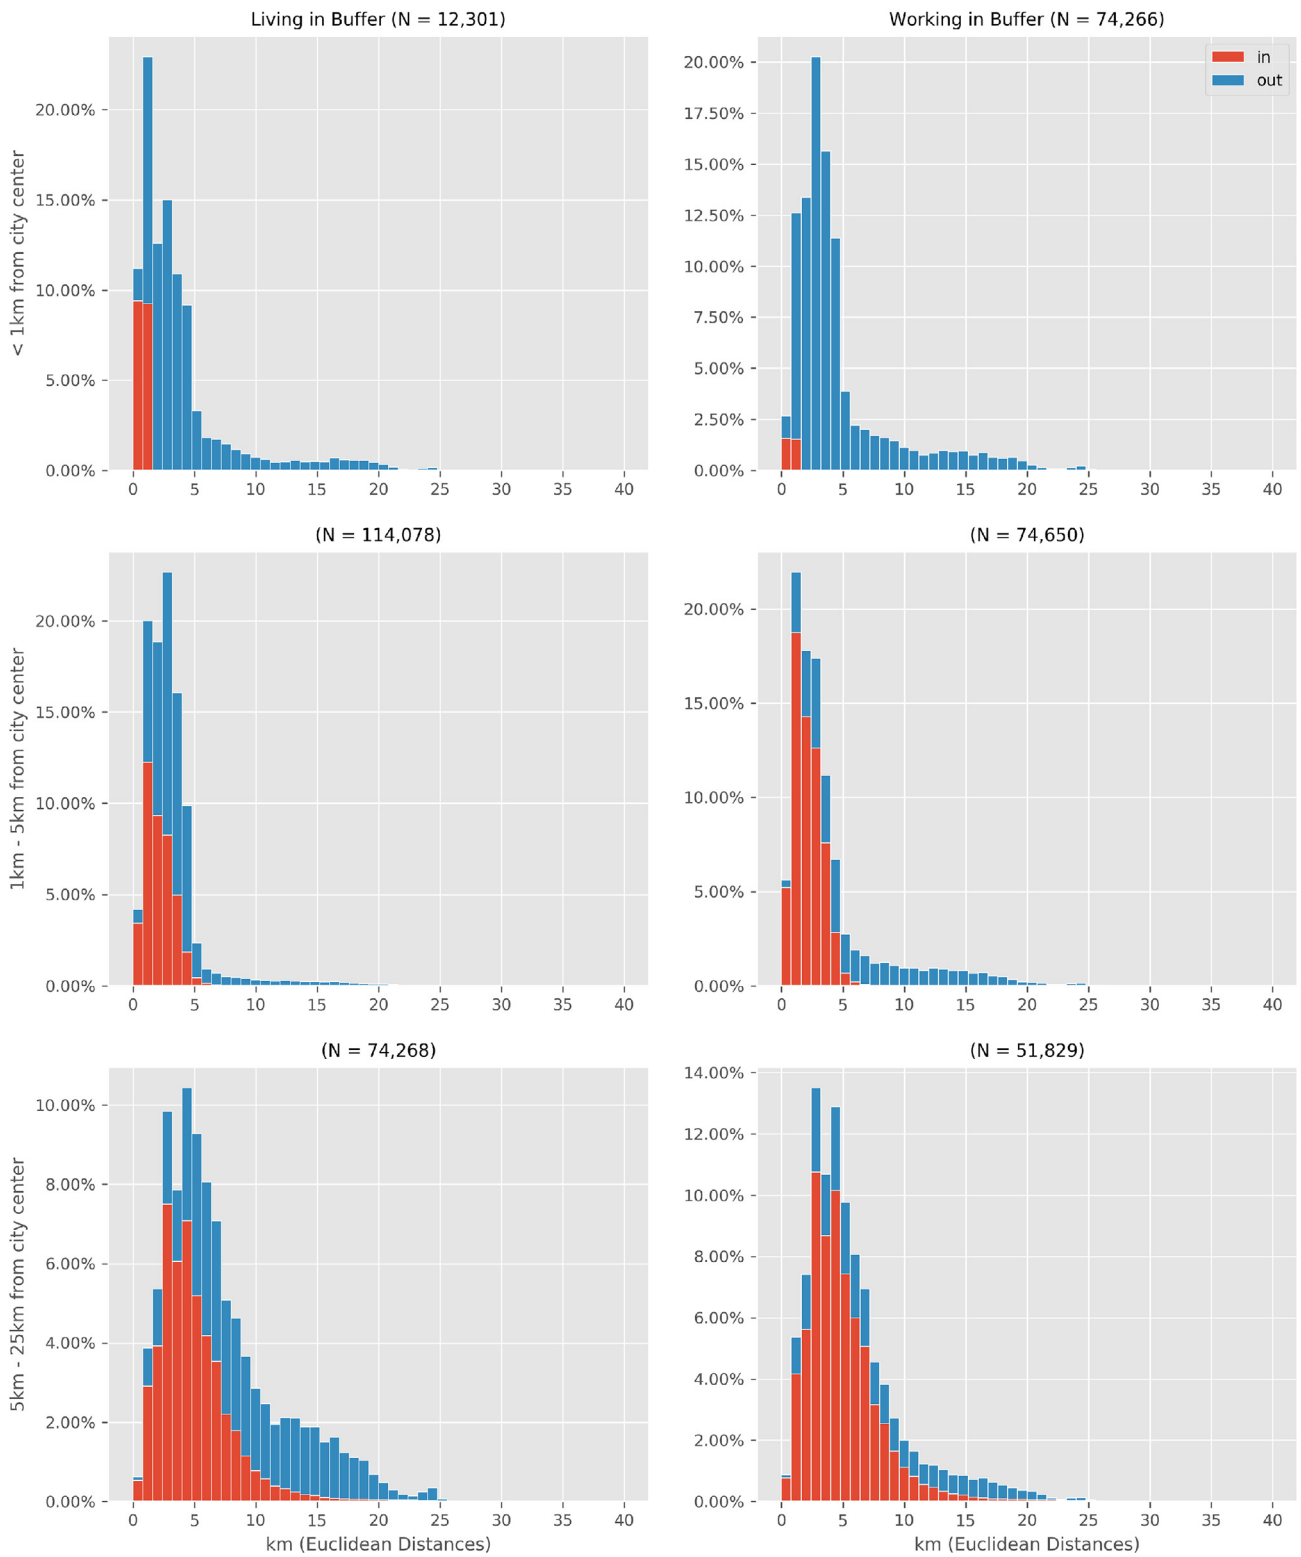 Living in Buffer (N = 12,301)
Working in Buffer (N = 74,266)
in
out
< 1km from city center
20.00%
15.00%
10.00%
5.00%
0.00%
0 5 10 15 20 25 30 35 40
20.00%
17.50%
15.00%
12.50%
10.00%
7.50%
5.00%
2.50%
0.00%
0 5 10 15 20 25 30 35 40
(N = 114,078)
(N = 74,650)
1km - 5km from city center
20.00%
15.00%
10.00%
5.00%
0.00%
0 5 10 15 20 25 30 35 40
20.00%
15.00%
10.00%
5.00%
0.00%
0 5 10 15 20 25 30 35 40
(N = 74,268)
(N = 51,829)
5km - 25km from city center
10.00%
8.00%
6.00%
4.00%
2.00%
0.00%
0 5 10 15 20 25 30 35 40
km (Euclidean Distances)
14.00%
12.00%
10.00%
8.00%
6.00%
4.00%
2.00%
0.00%
0 5 10 15 20 25 30 35 40
km (Euclidean Distances)